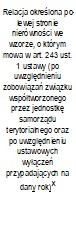 Relacja określona po
lewej stronie
nierówności we
wzorze, o którym
mowa w art. 243 ust.
1 ustawy (po
uwzględnieniu
zobowiązań związku
współtworzonego
przez jednostkę
samorządu
terytorialnego oraz
po uwzględnieniu
ustawowych
wyłączeń
przypadających na
dany rok)x